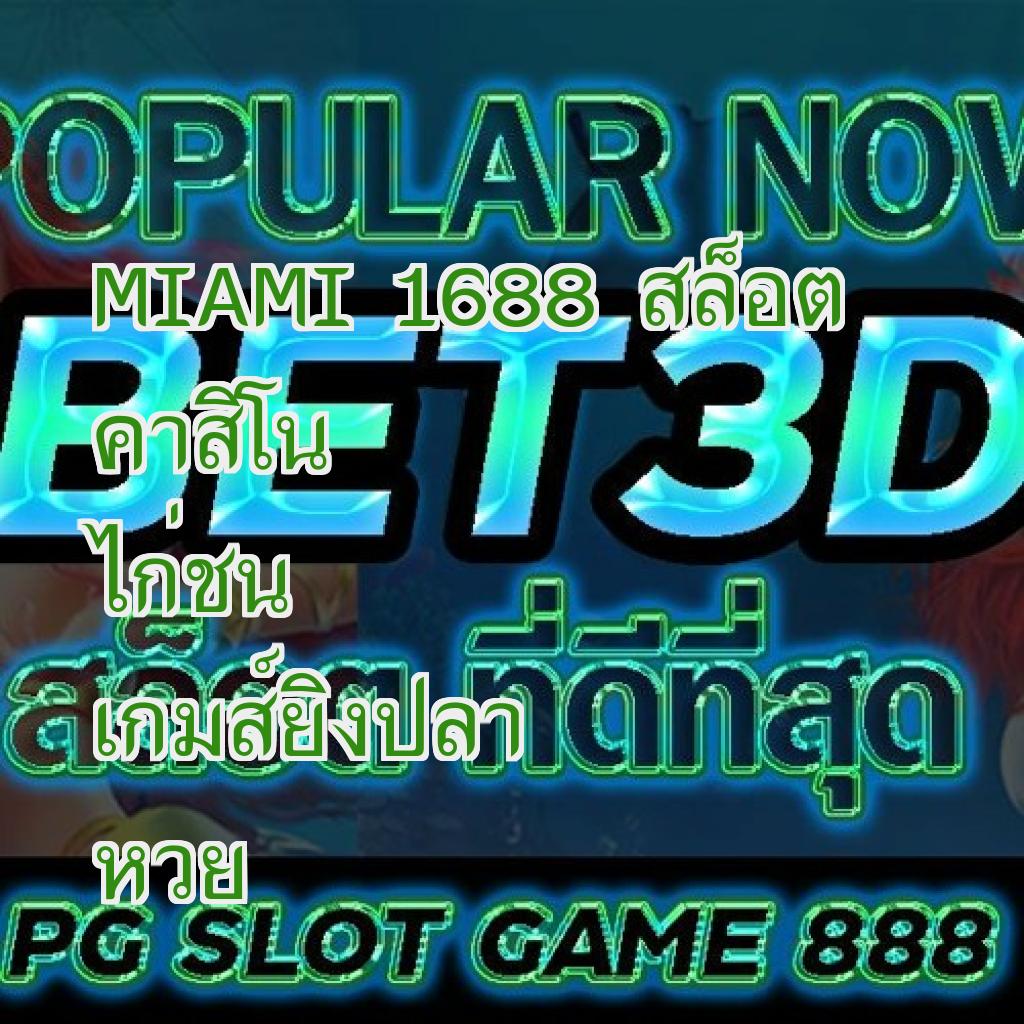 POPULAR NOW
MIAMI 1688 สล็อต
BET3D
คาสิโน
ไก่ชน
สล็อต ที่ดีที่สุด
เกมส์ยิงปลา
หวย
PG SLOT GAME 888